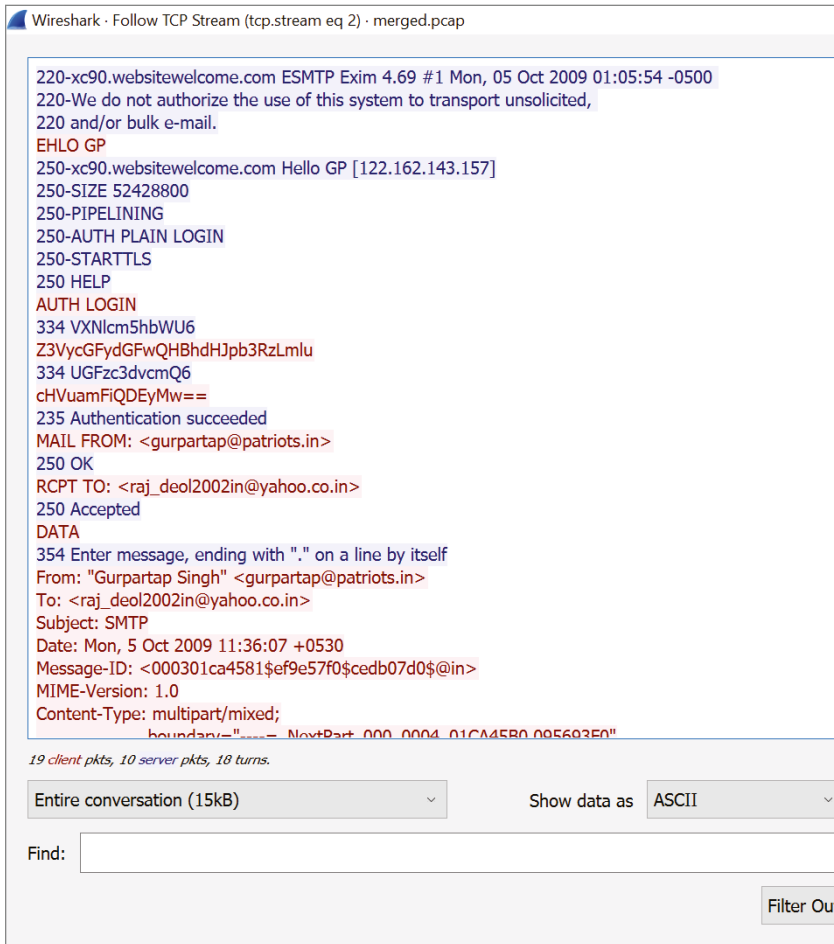 Wireshark · Follow TCP Stream (tcp.stream eq 2) · merged.pcap
220-xc90.websitewelcome.com ESMTP Exim 4.69 #1 Mon, 05 Oct 2009 01:05:54 -0500
220-We do not authorize the use of this system to transport unsolicited,
220 and/or bulk e-mail.
EHLO GP
250-xc90.websitewelcome.com Hello GP [122.162.143.157]
250-SIZE 52428800
250-PIPELINING
250-AUTH PLAIN LOGIN
250-STARTTLS
250 HELP
AUTH LOGIN
334 VXNlcm5hbWU6
Z3VycGFydGFwQHBhdHJpb3RzLmlu
334 UGFzc3dvcmQ6
cHVuamFiQDEyMw==
235 Authentication succeeded
MAIL FROM: <gurpartap@patriots.in>
250 OK
RCPT TO: <raj_deol2002in@yahoo.co.in>
250 Accepted
DATA
354 Enter message, ending with "." on a line by itself
From: "Gurpartap Singh" <gurpartap@patriots.in>
To: <raj_deol2002in@yahoo.co.in>
Subject: SMTP
Date: Mon, 5 Oct 2009 11:36:07 +0530
Message-ID: <000301ca4581$ef9e57f0$cedb07d0$@in>
MIME-Version: 1.0
Content-Type: multipart/mixed;
boundary="----=_NextPart_000_0004_01CA45B0.095693F0"
19 client pkts, 10 server pkts, 18 turns.
Entire conversation (15kB)
Show data as ASCII
Find:
Filter Ou